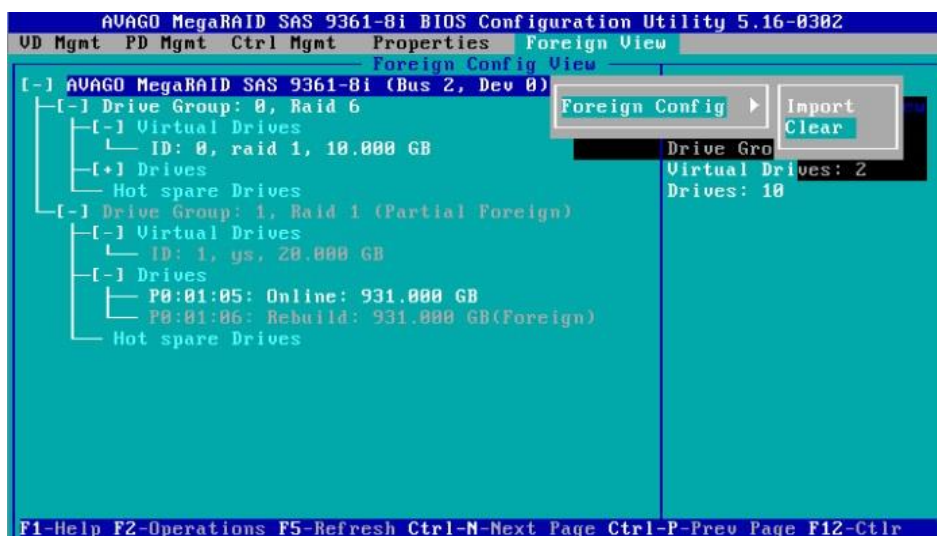 AVAGO MegaRAID SAS 9361-8i BIOS Configuration Utility 5.16-0302
VD Mgmt PD Mgmt Ctrl Mgmt Properties Foreign View
Foreign Config View
[-] AVAGO MegaRAID SAS 9361-8i (Bus 2, Dev 0)
[-] Drive Group: 0, Raid 6
[-] Virtual Drives
ID: 0, raid 1, 10.000 GB
[+] Drives
Hot spare Drives
[-] Drive Group: 1, Raid 1 (Partial Foreign)
[-] Virtual Drives
ID: 1, ys, 20.000 GB
[-] Drives
P0:01:05: Online: 931.000 GB
P0:01:06: Rebuild: 931.000 GB(Foreign)
Hot spare Drives
Foreign Config
Import
Clear
Drive Gro
Virtual Drives: 2
Drives: 10
F1-Help F2-Operations F5-Refresh Ctrl-N-Next Page Ctrl-P-Prev Page F12-Ctlr